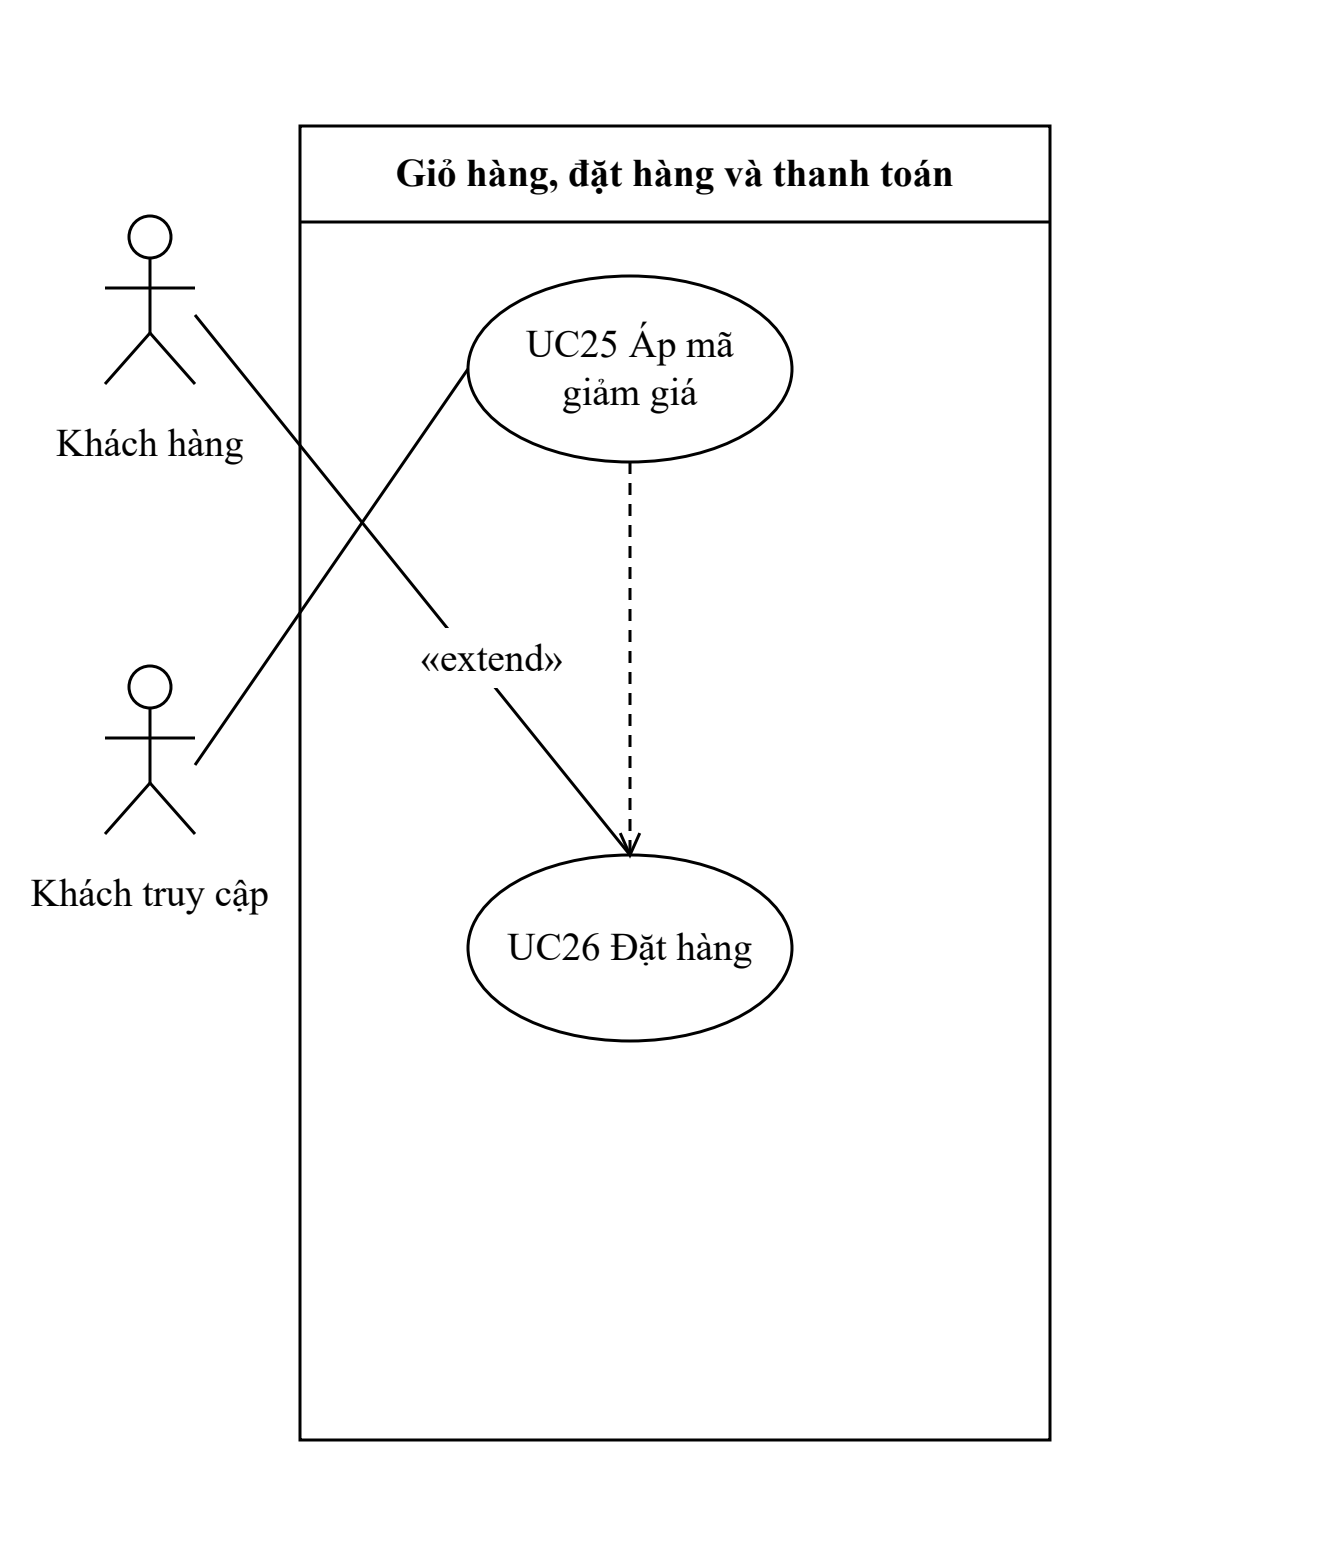 Giỏ hàng, đặt hàng và thanh toán
UC25 Áp mã
giảm giá
Khách hàng
«extend»
Khách truy cập
UC26 Đặt hàng